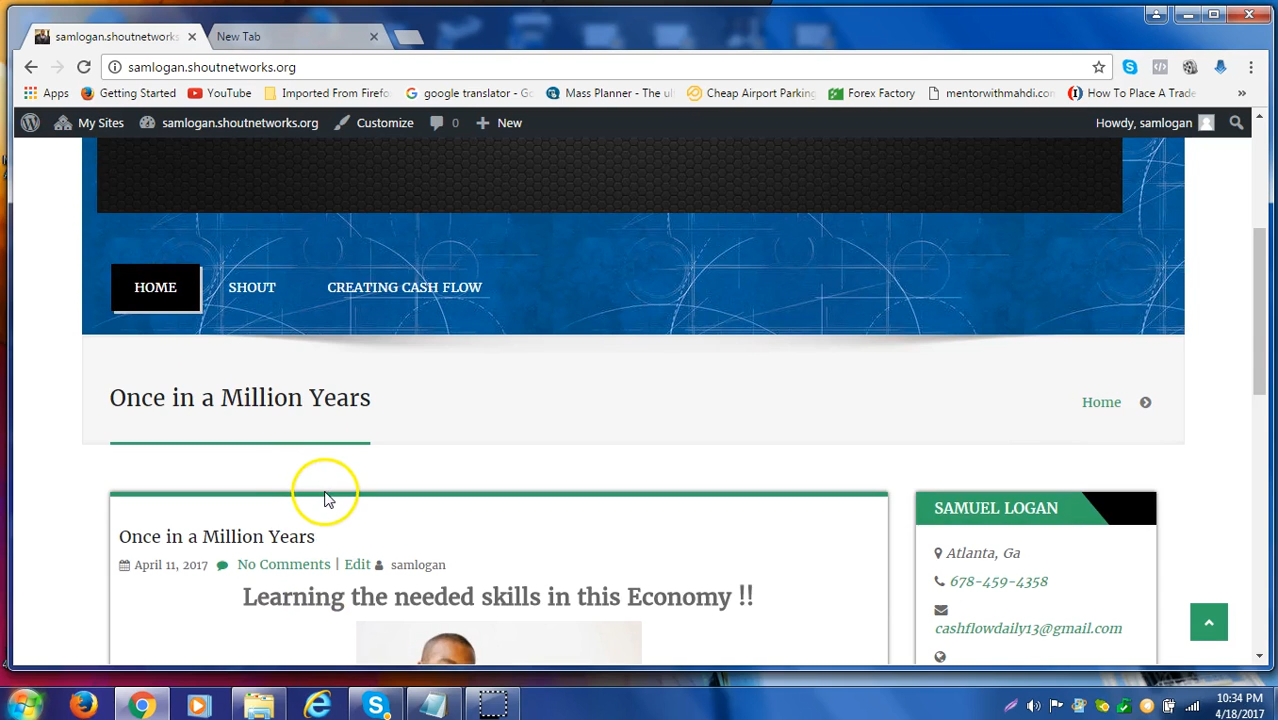 samlogan.shoutnetworks
New Tab
samlogan.shoutnetworks.org
Apps
Getting Started
YouTube
Imported From Firefo
google translator - Go
Mass Planner - The ul
Cheap Airport Parking
Forex Factory
mentorwithmahdi.com
How To Place A Trade
»
My Sites
samlogan.shoutnetworks.org
Customize
0
New
Howdy, samlogan
HOME
SHOUT
CREATING CASH FLOW
Once in a Million Years
Home
Once in a Million Years
April 11, 2017 No Comments | Edit samlogan
Learning the needed skills in this Economy !!
SAMUEL LOGAN
Atlanta, Ga
678-459-4358
cashflowdaily13@gmail.com
10:34 PM
4/18/2017